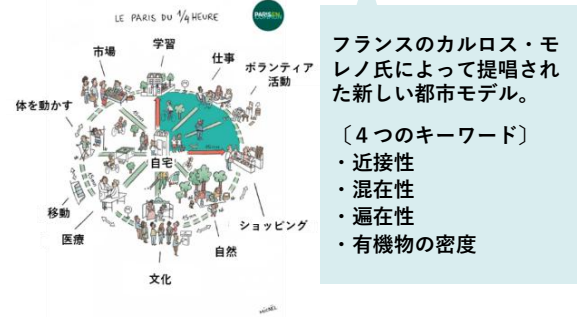 LE PARIS DU 1/4 HEURE
PARIS EN COMMUN
学習
市場
仕事
ボランティア
活動
体を動かす
自宅
移動
医療
ショッピング
自然
文化
MICAËL
フランスのカルロス・モ
レノ氏によって提唱され
た新しい都市モデル。
〔４つのキーワード〕
・近接性
・混在性
・遍在性
・有機物の密度